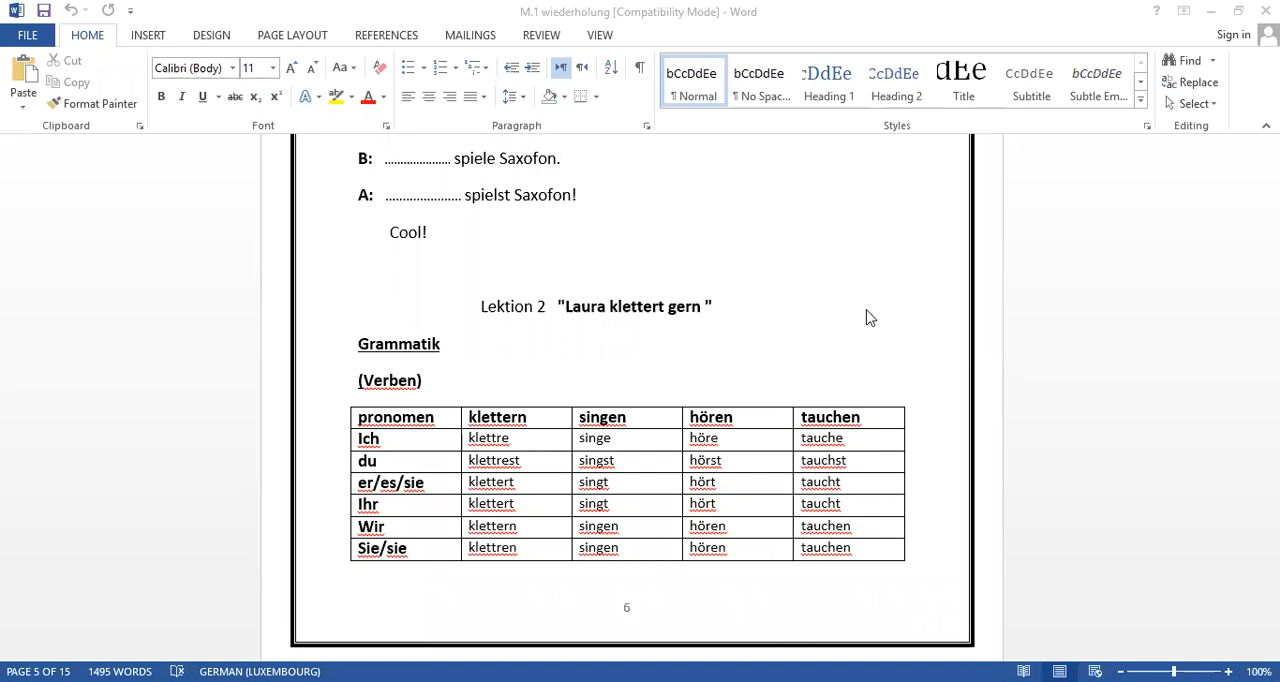 M.1 wiederholung [Compatibility Mode] - Word
?
FILE HOME INSERT DESIGN PAGE LAYOUT REFERENCES MAILINGS REVIEW VIEW Sign in
Paste
Cut
Copy
Format Painter
Clipboard
Calibri (Body) 11 Aa
B I U abc x₂ x² A A
Font
Paragraph
bCcDdEe bCcDdEe CcDdEe CcDdEe dEe CcDdEe bCcDdEe
¶ Normal ¶ No Spac... Heading 1 Heading 2 Title Subtitle Subtle Em...
Styles
Find
Replace
Select
Editing
B: .................... spiele Saxofon.
A: ...................... spielst Saxofon!
Cool!
Lektion 2 "Laura klettert gern "
Grammatik
(Verben)
pronomen klettern singen hören tauchen
Ich klettre singe höre tauche
du klettrest singst hörst tauchst
er/es/sie klettert singt hört taucht
Ihr klettert singt hört taucht
Wir klettern singen hören tauchen
Sie/sie klettren singen hören tauchen
6
PAGE 5 OF 15 1495 WORDS GERMAN (LUXEMBOURG) 100%